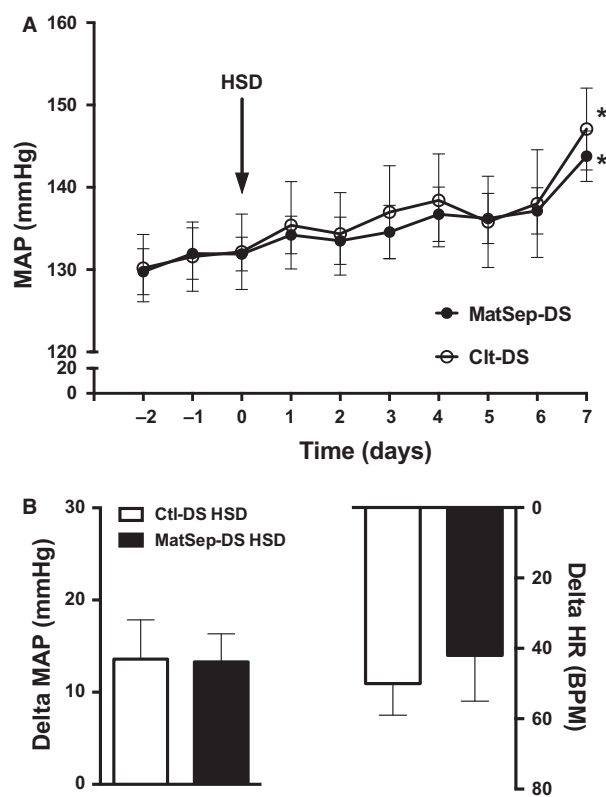 A
160
150
140
130
120
20
0
MAP (mmHg)
HSD
*
*
MatSep-DS
Clt-DS
–2 –1 0 1 2 3 4 5 6 7
Time (days)
B
30
20
10
0
Delta MAP (mmHg)
Ctl-DS HSD
MatSep-DS HSD
0
20
40
60
80
Delta HR (BPM)